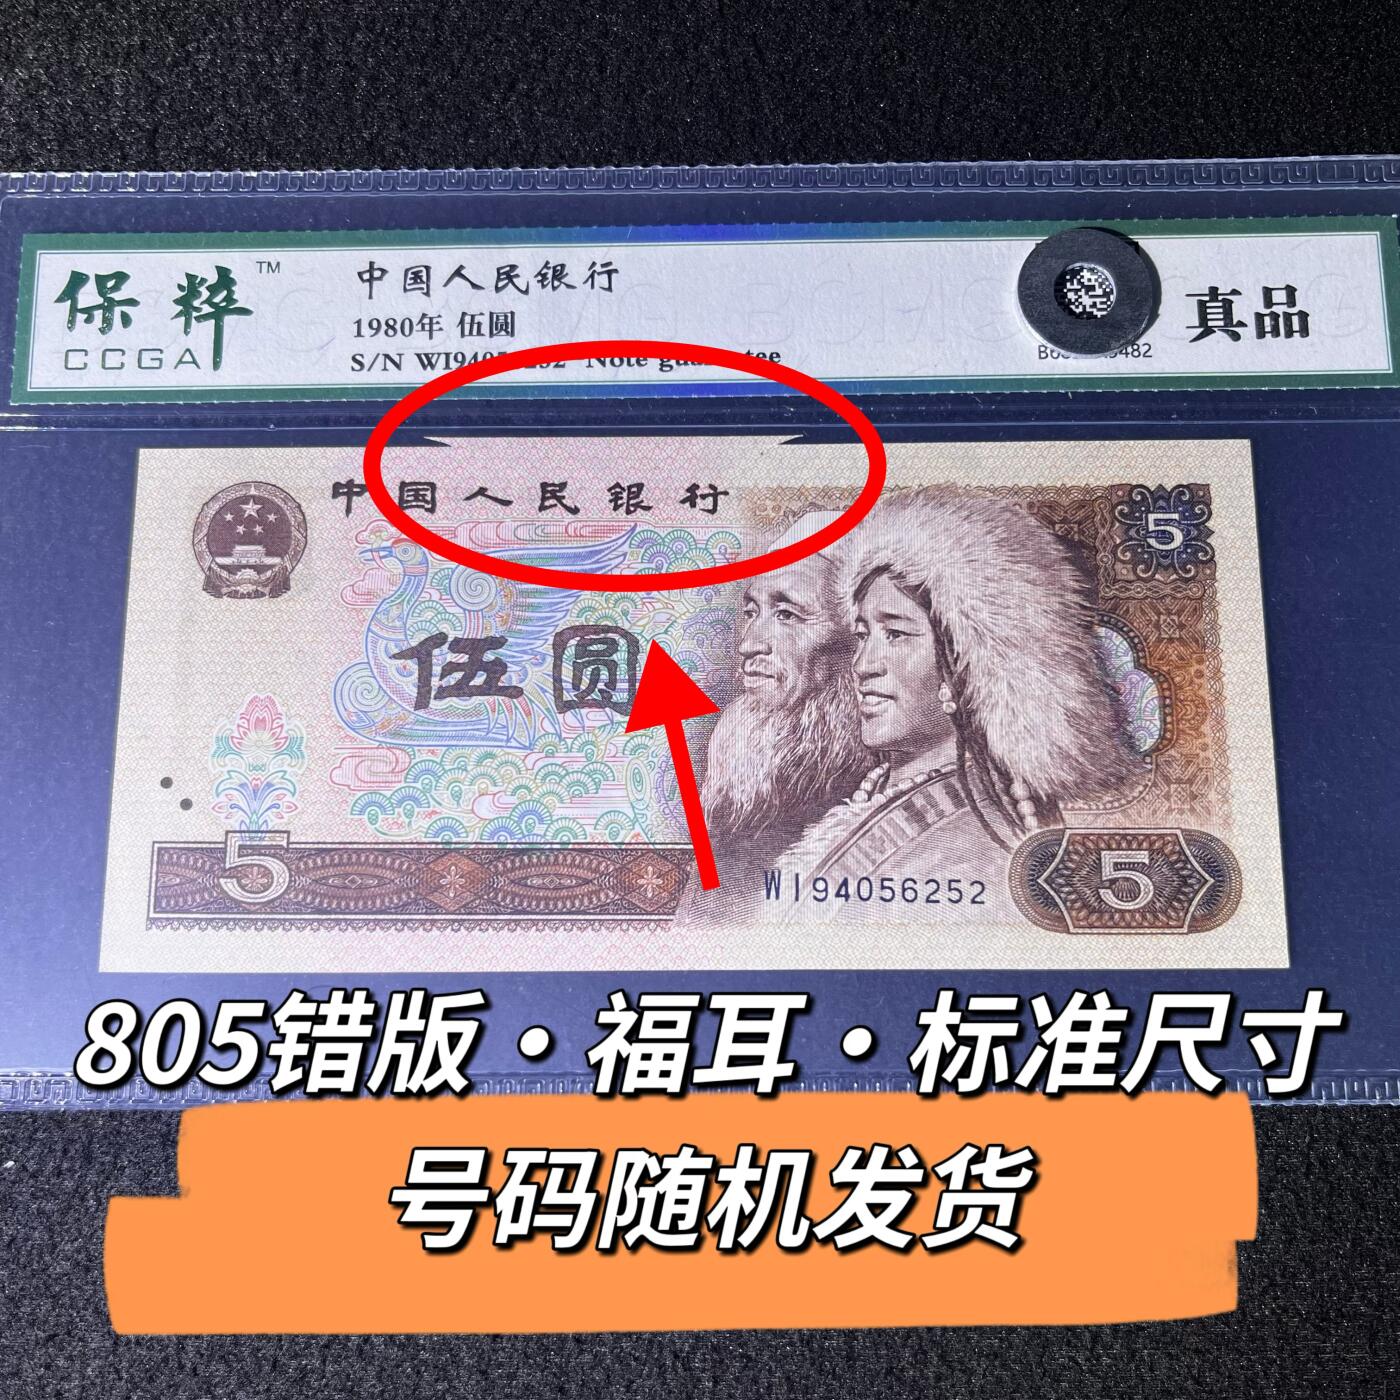 保粹™
CCGA
中国人民银行
1980年 伍圆
S/N WI9405 Note
482
真品
中国人民银行
5
伍圆
5
WI94056252
5
805错版·福耳·标准尺寸
号码随机发货